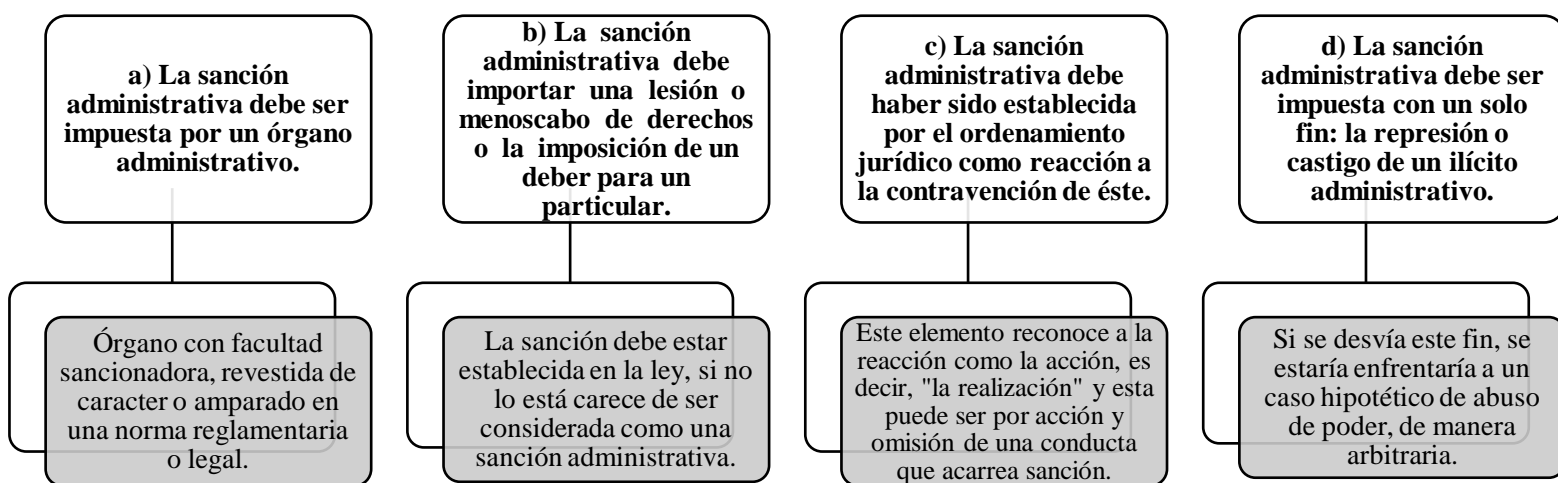 a) La sanción
administrativa debe ser
impuesta por un órgano
administrativo.
Órgano con facultad
sancionadora, revestida de
caracter o amparado en
una norma reglamentaria
o legal.
b) La sanción
administrativa debe
importar una lesión o
menoscabo de derechos
o la imposición de un
deber para un
particular.
La sanción debe estar
establecida en la ley, si no
lo está carece de ser
considerada como una
sanción administrativa.
c) La sanción
administrativa debe
haber sido establecida
por el ordenamiento
jurídico como reacción a
la contravención de éste.
Este elemento reconoce a la
reacción como la acción, es
decir, "la realización" y esta
puede ser por acción y
omisión de una conducta
que acarrea sanción.
d) La sanción
administrativa debe ser
impuesta con un solo
fin: la represión o
castigo de un ilícito
administrativo.
Si se desvía este fin, se
estaría enfrentaría a un
caso hipotético de abuso
de poder, de manera
arbitraria.